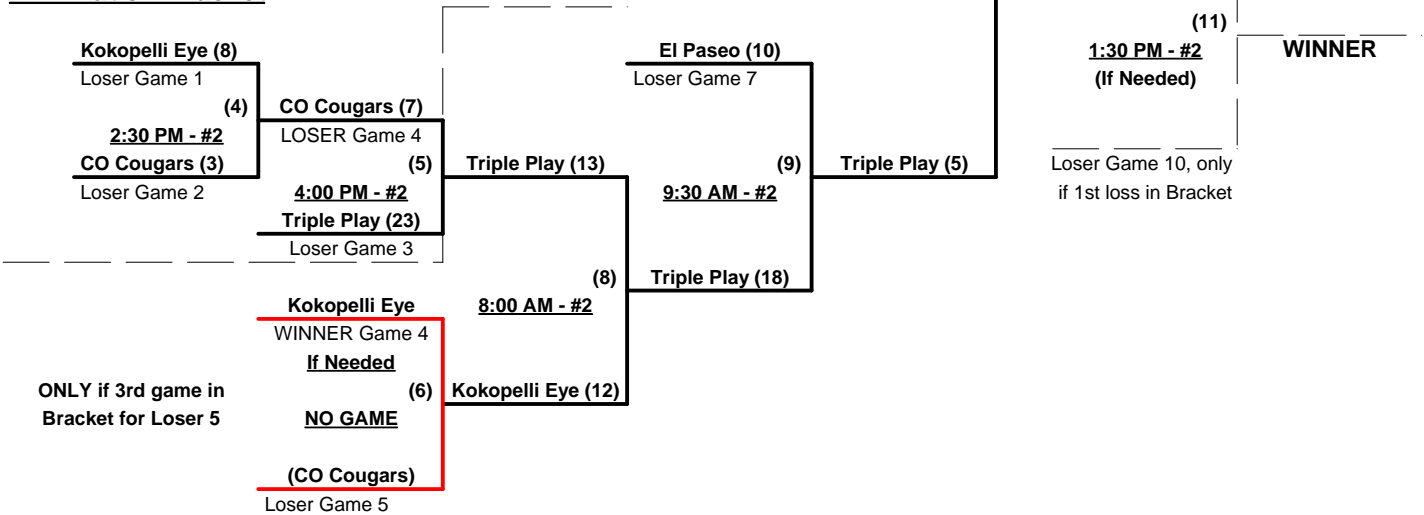 (11)
Kokopelli Eye (8)
El Paseo (10)
1:30 PM - #2
WINNER
Loser Game 1
Loser Game 7
(If Needed)
(4)
CO Cougars (7)
2:30 PM - #2
LOSER Game 4
CO Cougars (3)
(5)
Triple Play (13)
(9)
Triple Play (5)
Loser Game 10, only
Loser Game 2
4:00 PM - #2
9:30 AM - #2
if 1st loss in Bracket
Triple Play (23)
Loser Game 3
(8)
Triple Play (18)
Kokopelli Eye
8:00 AM - #2
WINNER Game 4
If Needed
ONLY if 3rd game in
(6)
Kokopelli Eye (12)
Bracket for Loser 5
NO GAME
(CO Cougars)
Loser Game 5